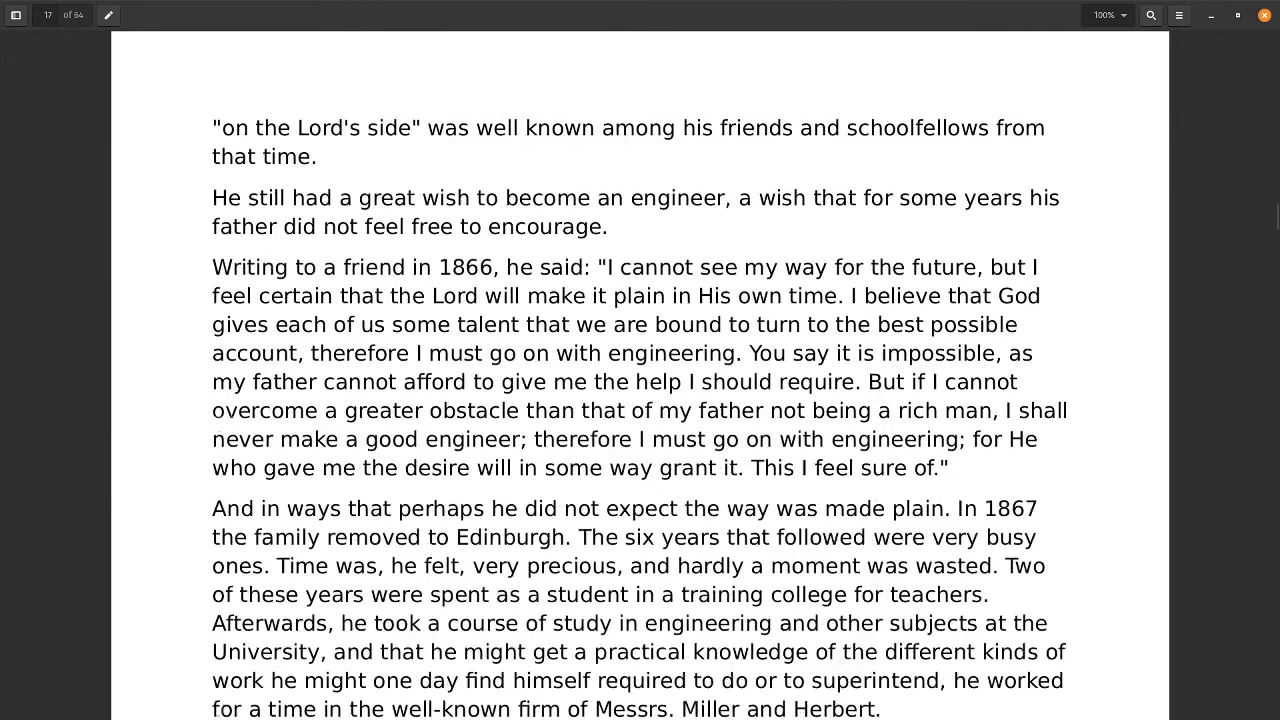 17 of 64
100%
"on the Lord's side" was well known among his friends and schoolfellows from
that time.
He still had a great wish to become an engineer, a wish that for some years his
father did not feel free to encourage.
Writing to a friend in 1866, he said: "I cannot see my way for the future, but I
feel certain that the Lord will make it plain in His own time. I believe that God
gives each of us some talent that we are bound to turn to the best possible
account, therefore I must go on with engineering. You say it is impossible, as
my father cannot afford to give me the help I should require. But if I cannot
overcome a greater obstacle than that of my father not being a rich man, I shall
never make a good engineer; therefore I must go on with engineering; for He
who gave me the desire will in some way grant it. This I feel sure of."
And in ways that perhaps he did not expect the way was made plain. In 1867
the family removed to Edinburgh. The six years that followed were very busy
ones. Time was, he felt, very precious, and hardly a moment was wasted. Two
of these years were spent as a student in a training college for teachers.
Afterwards, he took a course of study in engineering and other subjects at the
University, and that he might get a practical knowledge of the different kinds of
work he might one day find himself required to do or to superintend, he worked
for a time in the well-known firm of Messrs. Miller and Herbert.